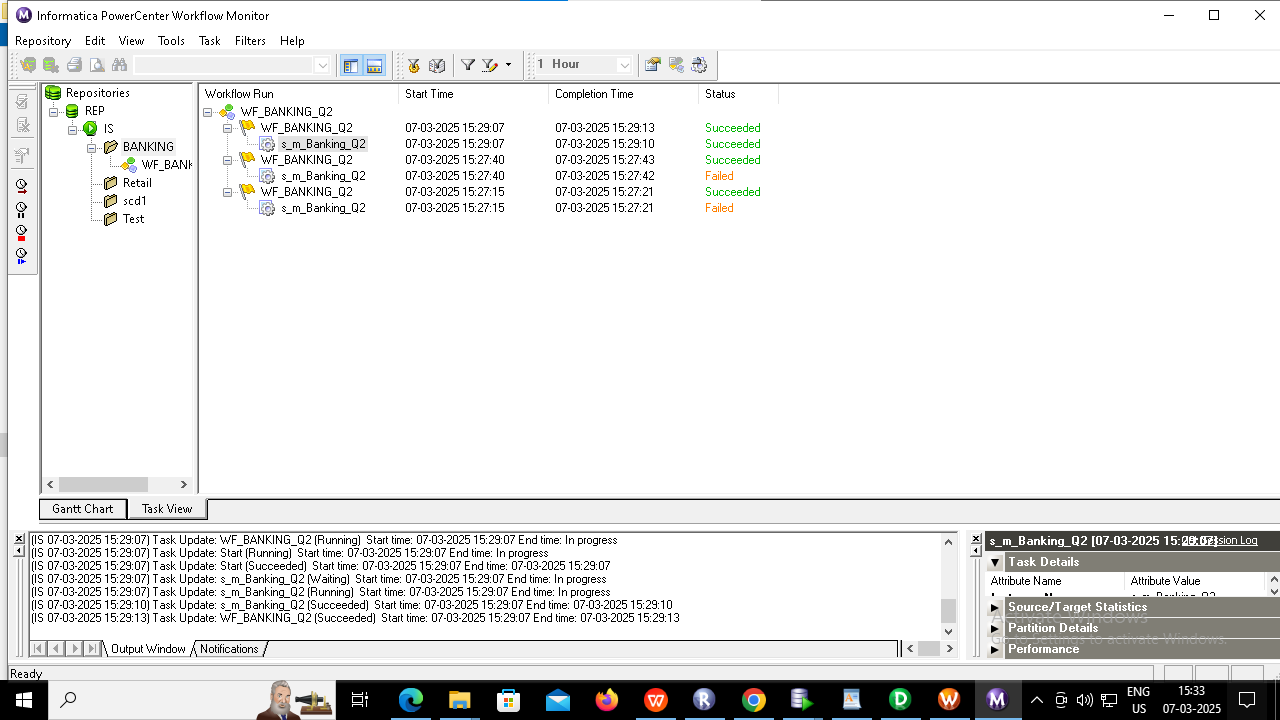 Informatica PowerCenter Workflow Monitor
Repository Edit View Tools Task Filters Help
1 Hour
Repositories
REP
IS
BANKING
WF_BANK
Retail
scd1
Test
Workflow Run Start Time Completion Time Status
WF_BANKING_Q2
WF_BANKING_Q2 07-03-2025 15:29:07 07-03-2025 15:29:13 Succeeded
s_m_Banking_Q2 07-03-2025 15:29:07 07-03-2025 15:29:10 Succeeded
WF_BANKING_Q2 07-03-2025 15:27:40 07-03-2025 15:27:43 Succeeded
s_m_Banking_Q2 07-03-2025 15:27:40 07-03-2025 15:27:42 Failed
WF_BANKING_Q2 07-03-2025 15:27:15 07-03-2025 15:27:21 Succeeded
s_m_Banking_Q2 07-03-2025 15:27:15 07-03-2025 15:27:21 Failed
Gantt Chart Task View
(IS 07-03-2025 15:29:07) Task Update: WF_BANKING_Q2 (Running) Start time: 07-03-2025 15:29:07 End time: In progress
(IS 07-03-2025 15:29:07) Task Update: Start (Running) Start time: 07-03-2025 15:29:07 End time: In progress
(IS 07-03-2025 15:29:07) Task Update: Start (Succeeded) Start time: 07-03-2025 15:29:07 End time: 07-03-2025 15:29:07
(IS 07-03-2025 15:29:07) Task Update: s_m_Banking_Q2 (Waiting) Start time: 07-03-2025 15:29:07 End time: In progress
(IS 07-03-2025 15:29:07) Task Update: s_m_Banking_Q2 (Running) Start time: 07-03-2025 15:29:07 End time: In progress
(IS 07-03-2025 15:29:10) Task Update: s_m_Banking_Q2 (Succeeded) Start time: 07-03-2025 15:29:07 End time: 07-03-2025 15:29:10
(IS 07-03-2025 15:29:13) Task Update: WF_BANKING_Q2 (Succeeded) Start time: 07-03-2025 15:29:07 End time: 07-03-2025 15:29:13
Output Window Notifications
s_m_Banking_Q2 [07-03-2025 15:29:07] Session Log
Task Details
Attribute Name Attribute Value
s_m_Banking_Q2
Source/Target Statistics
Partition Details
Performance
Activate Windows
Go to Settings to activate Windows.
Ready
ENG
US
15:33
07-03-2025